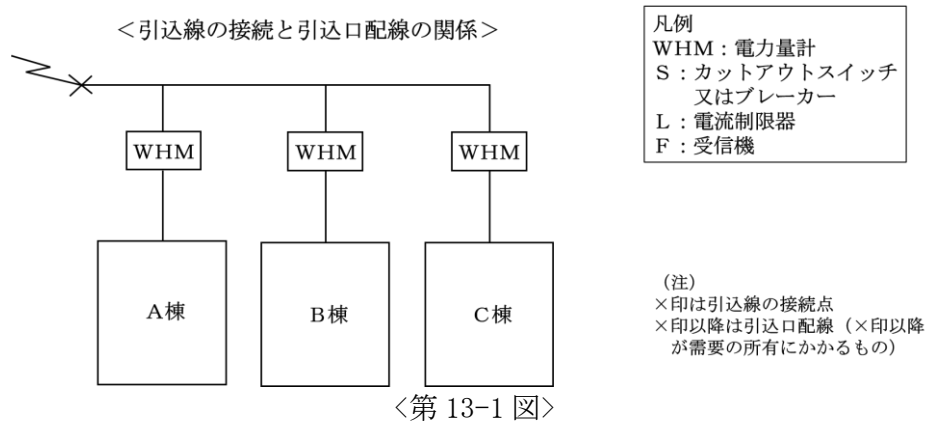 <引込線の接続と引込口配線の関係>
凡例
WHM:電力量計
S:カットアウトスイッチ
又はブレーカー
L:電流制限器
F:受信機
WHM
WHM
WHM
A棟
B棟
C棟
(注)
×印は引込線の接続点
×印以降は引込口配線(×印以降
が需要の所有にかかるもの)
<第 13-1 図>